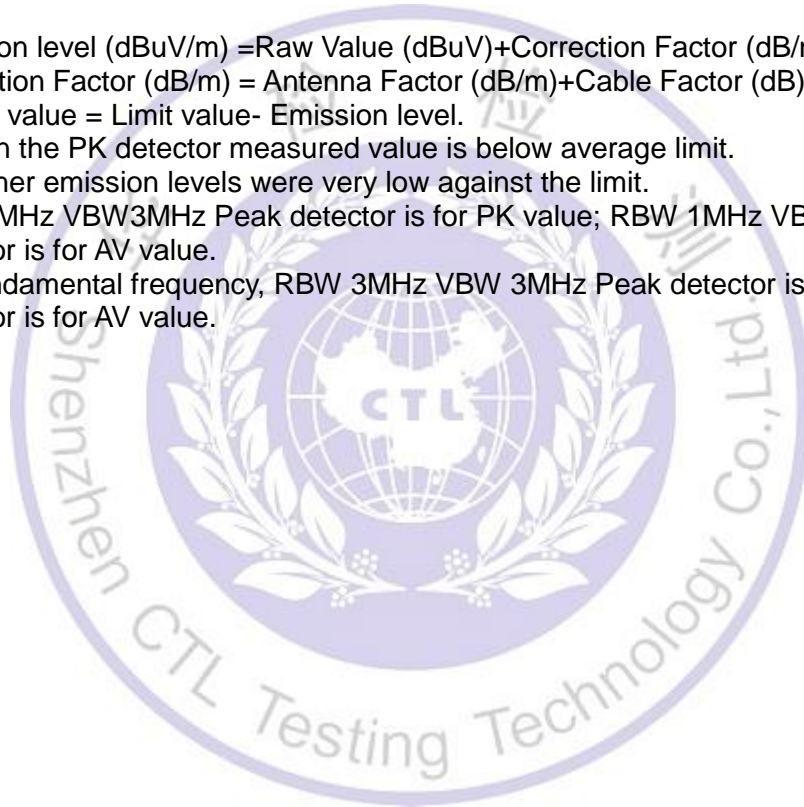 on level (dBuV/m) =Raw Value (dBuV)+Correction Factor (dB/m
tion Factor (dB/m) = Antenna Factor (dB/m)+Cable Factor (dB)
value = Limit value- Emission level.
n the PK detector measured value is below average limit.
ner emission levels were very low against the limit.
MHz VBW3MHz Peak detector is for PK value; RBW 1MHz VB
or is for AV value.
ndamental frequency, RBW 3MHz VBW 3MHz Peak detector is
or is for AV value.
检
测
CTL
Shenzhen CTL Testing Technology Co.,Ltd.